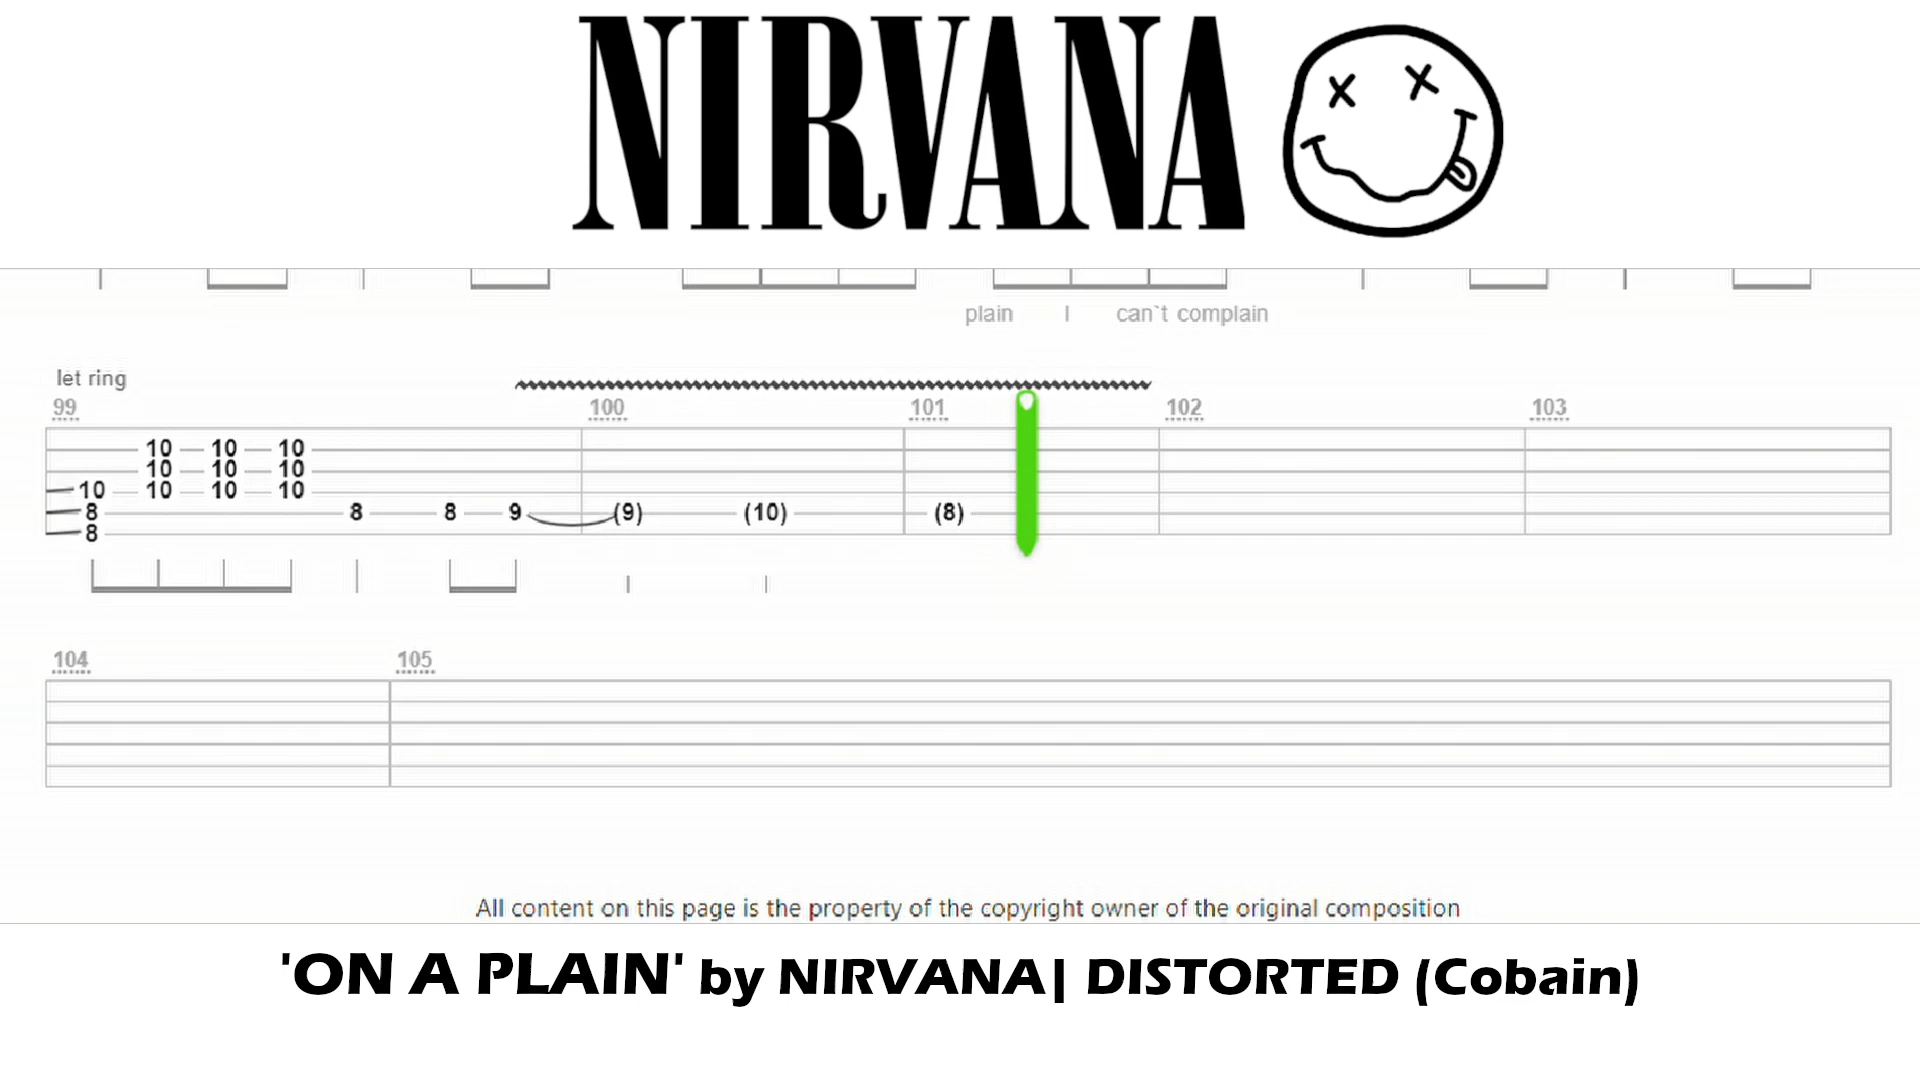 NIRVANA
plain I can`t complain
let ring
99 100 101 102 103
10 10 10
10 10 10
10 10 10 10
8 8 8 9 (9) (10) (8)
8
104 105
All content on this page is the property of the copyright owner of the original composition
'ON A PLAIN' by NIRVANA| DISTORTED (Cobain)